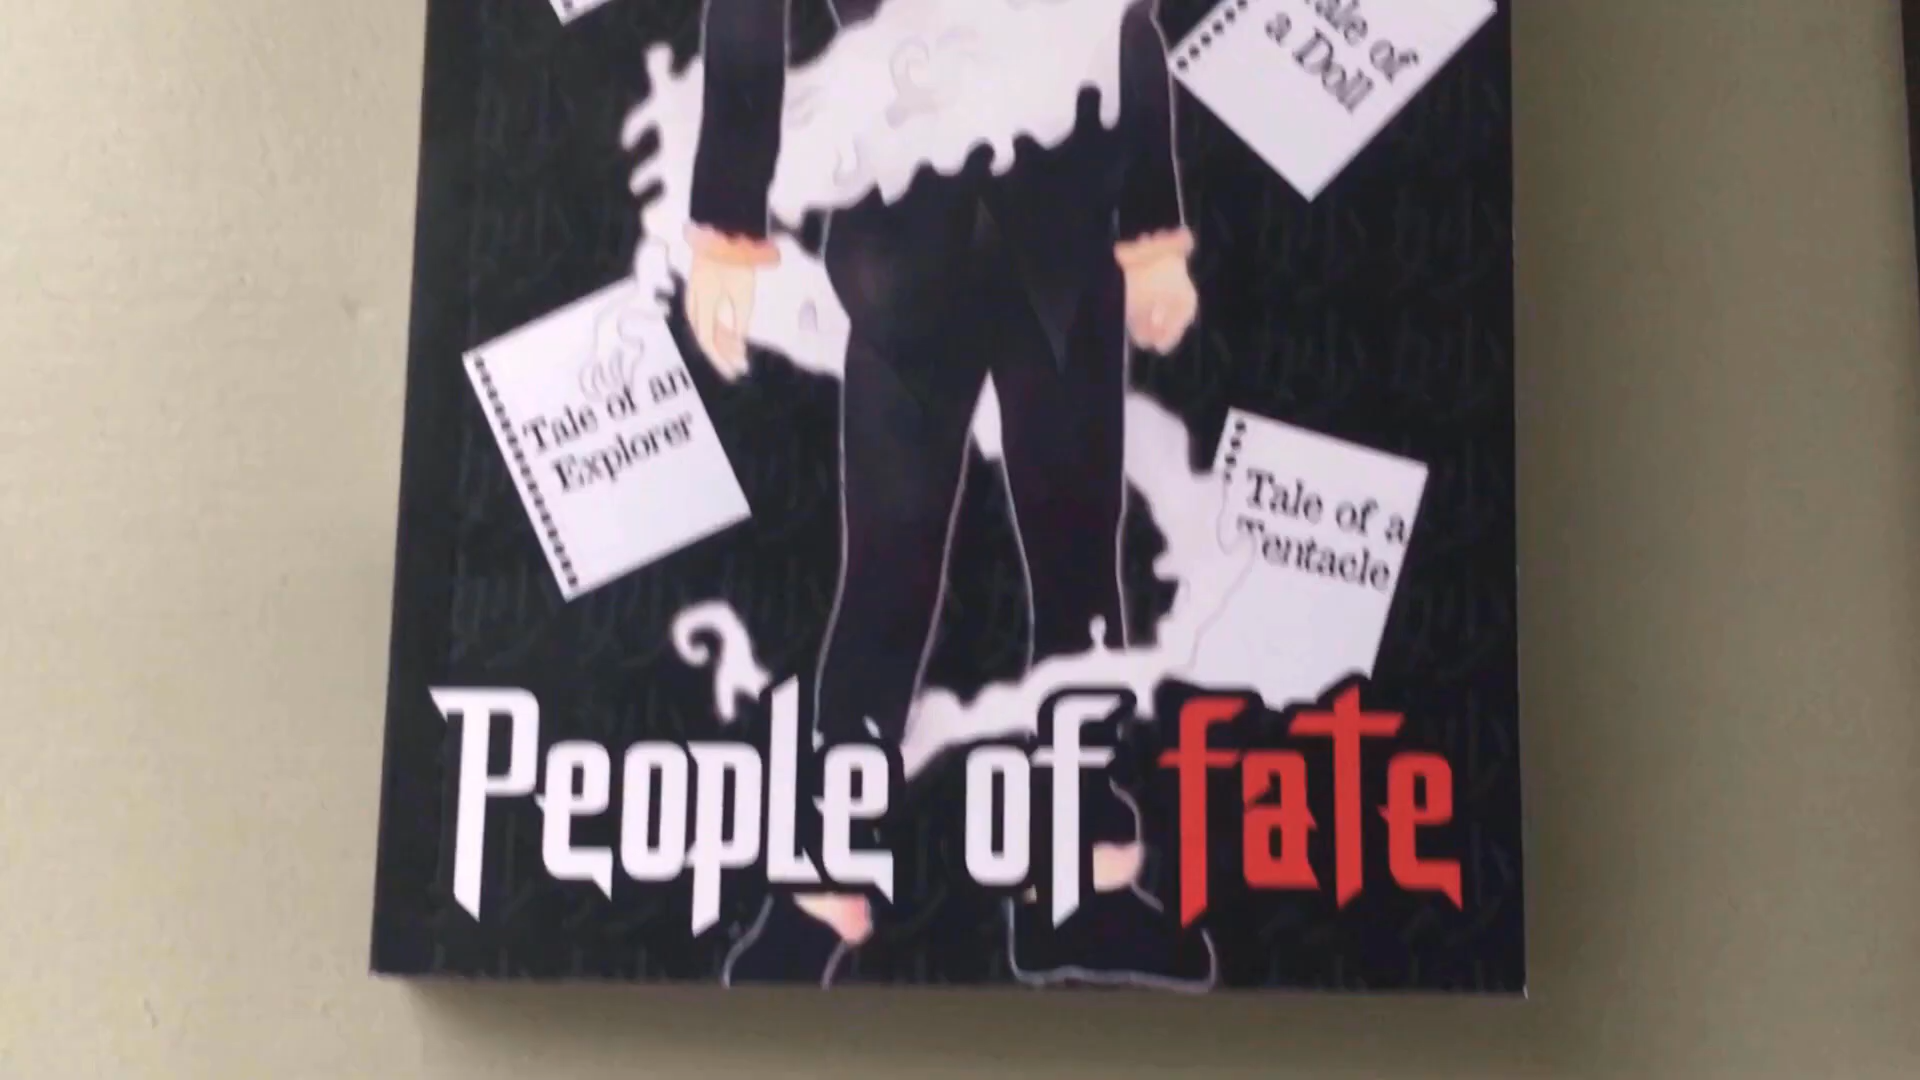 Tale of
a Doll
Tale of an
Explorer
Tale of a
Tentacle
People of fate